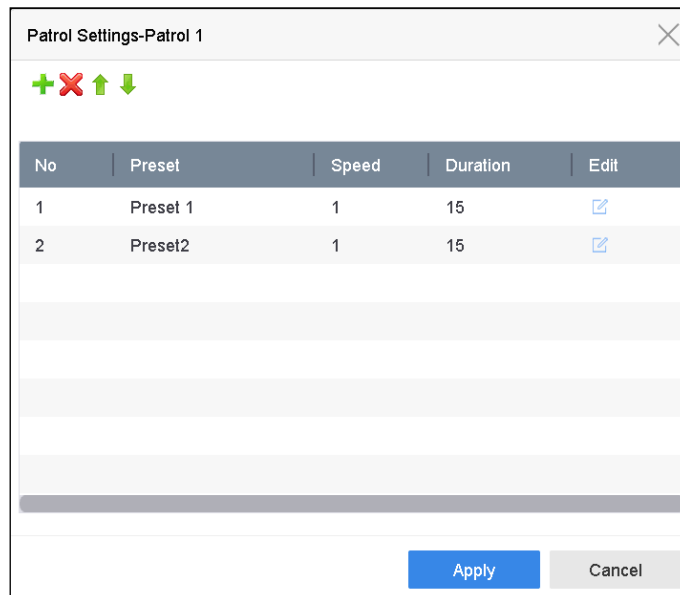 Patrol Settings-Patrol 1
No Preset Speed Duration Edit
1 Preset 1 1 15
2 Preset2 1 15
Apply Cancel